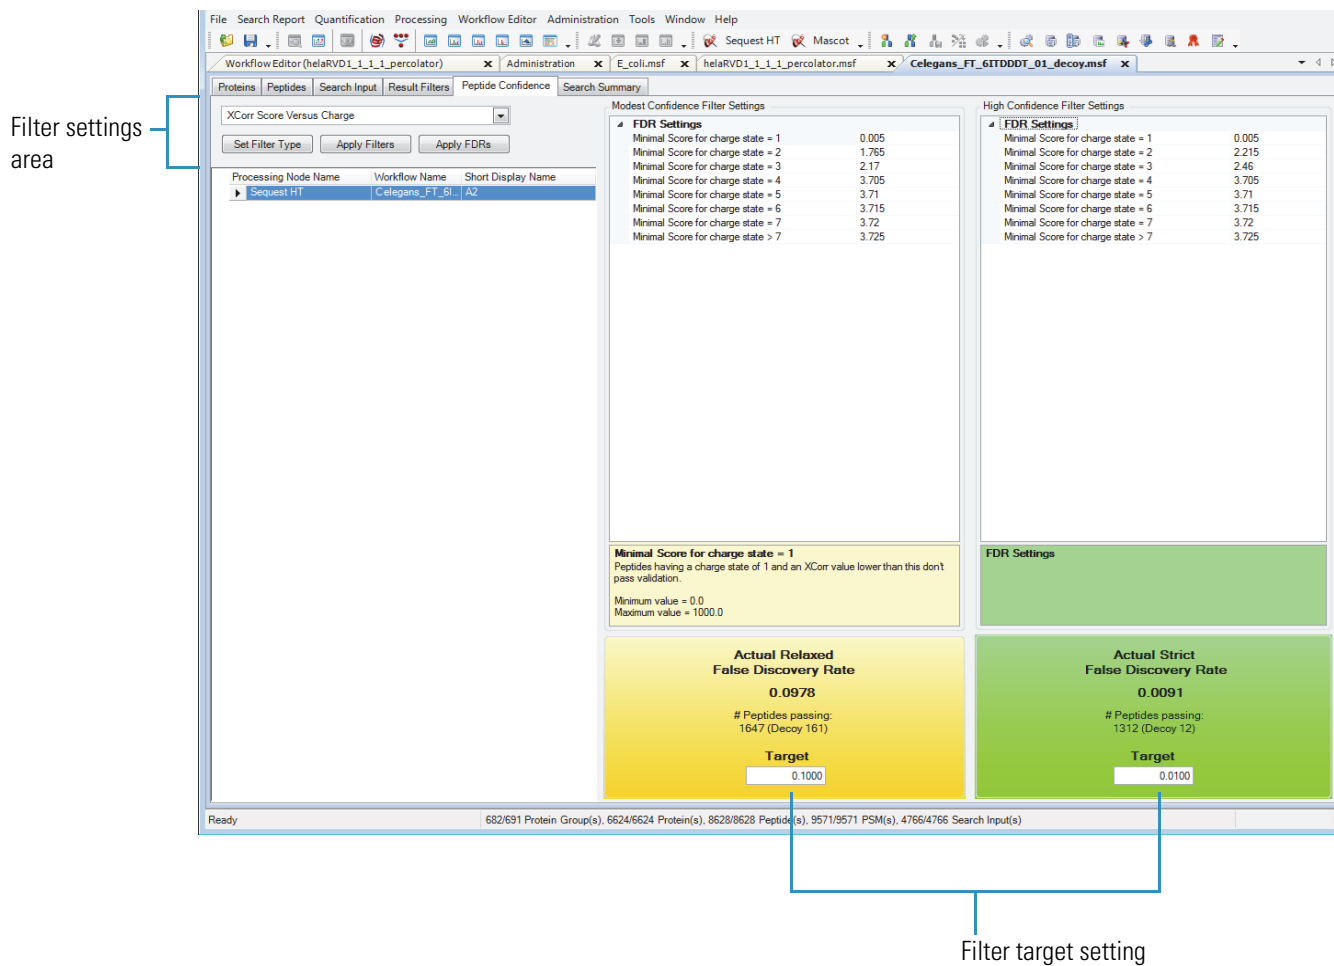 File Search Report Quantification Processing Workflow Editor Administration Tools Window Help
Sequest HT Mascot
Workflow Editor (helaRVD1_1_1_1_percolator) x Administration x E_coli.msf x helaRVD1_1_1_1_percolator.msf x Celegans_FT_6ITDDDT_01_decoy.msf x
Proteins Peptides Search Input Result Filters Peptide Confidence Search Summary
Filter settings
area
XCorr Score Versus Charge
Set Filter Type Apply Filters Apply FDRs
Processing Node Name Workflow Name Short Display Name
Sequest HT Celegans_FT_6I... A2
Modest Confidence Filter Settings
FDR Settings
Minimal Score for charge state = 1 0.005
Minimal Score for charge state = 2 1.765
Minimal Score for charge state = 3 2.17
Minimal Score for charge state = 4 3.705
Minimal Score for charge state = 5 3.71
Minimal Score for charge state = 6 3.715
Minimal Score for charge state = 7 3.72
Minimal Score for charge state > 7 3.725
Minimal Score for charge state = 1
Peptides having a charge state of 1 and an XCorr value lower than this don't
pass validation.
Minimum value = 0.0
Maximum value = 1000.0
Actual Relaxed
False Discovery Rate
0.0978
# Peptides passing:
1647 (Decoy 161)
Target
0.1000
High Confidence Filter Settings
FDR Settings
Minimal Score for charge state = 1 0.005
Minimal Score for charge state = 2 2.215
Minimal Score for charge state = 3 2.46
Minimal Score for charge state = 4 3.705
Minimal Score for charge state = 5 3.71
Minimal Score for charge state = 6 3.715
Minimal Score for charge state = 7 3.72
Minimal Score for charge state > 7 3.725
FDR Settings
Actual Strict
False Discovery Rate
0.0091
# Peptides passing:
1312 (Decoy 12)
Target
0.0100
Ready 682/691 Protein Group(s), 6624/6624 Protein(s), 8628/8628 Peptide(s), 9571/9571 PSM(s), 4766/4766 Search Input(s)
Filter target setting